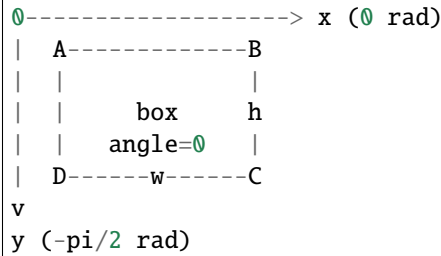 0-------------------> x (0 rad)
|  A-------------B
|  |             |
|  |     box     h
|  |   angle=0   |
|  D------w------C
v
y (-pi/2 rad)